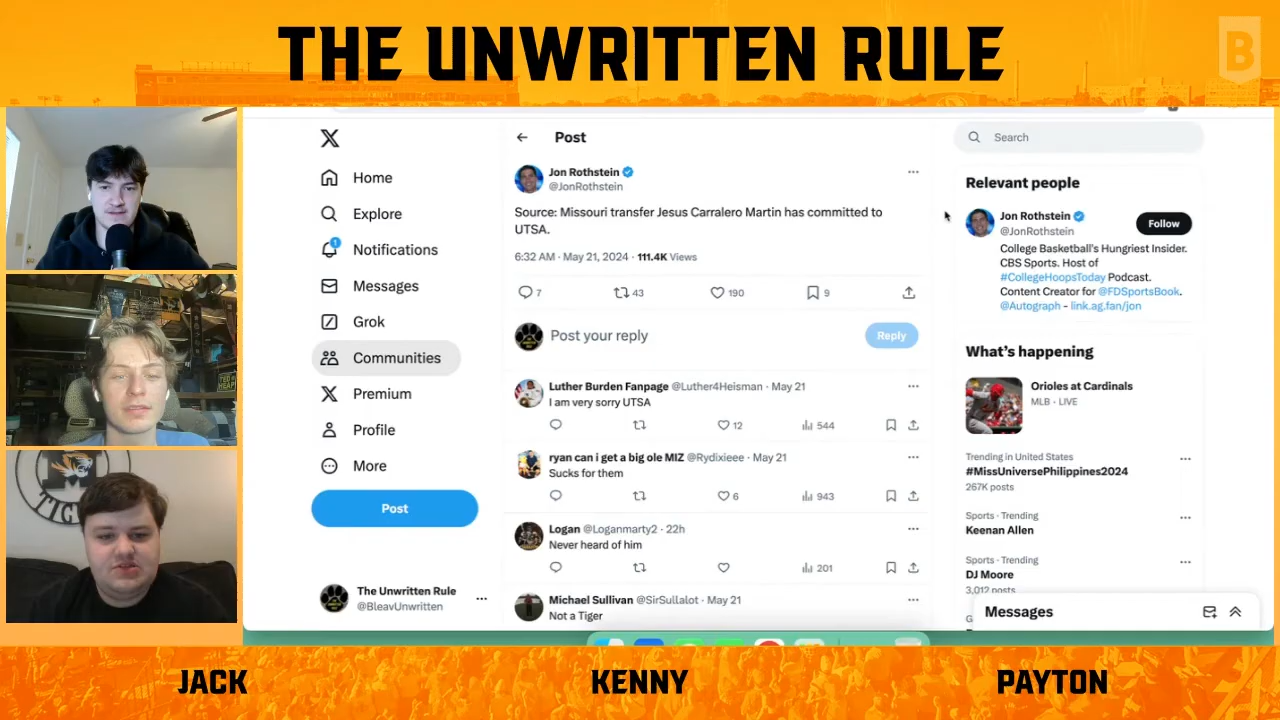 THE UNWRITTEN RULE
B
TIG
Home
Explore
1
Notifications
Messages
Grok
Communities
Premium
Profile
More
Post
The Unwritten Rule
@BleavUnwritten
Post
Jon Rothstein
@JonRothstein
Source: Missouri transfer Jesus Carralero Martin has committed to
UTSA.
6:32 AM · May 21, 2024 · 111.4K Views
7 43 190 9
Post your reply
Reply
Luther Burden Fanpage @Luther4Heisman · May 21
I am very sorry UTSA
12 544
ryan can i get a big ole MIZ @Rydixieee · May 21
Sucks for them
6 943
Logan @Loganmarty2 · 22h
Never heard of him
201
Michael Sullivan @SirSullalot · May 21
Not a Tiger
Search
Relevant people
Jon Rothstein
@JonRothstein
Follow
College Basketball's Hungriest Insider.
CBS Sports. Host of
#CollegeHoopsToday Podcast.
Content Creator for @FDSportsBook.
@Autograph - link.ag.fan/jon
What's happening
Orioles at Cardinals
MLB · LIVE
Trending in United States
#MissUniversePhilippines2024
267K posts
Sports · Trending
Keenan Allen
Sports · Trending
DJ Moore
3,012 posts
Messages
JACK
KENNY
PAYTON